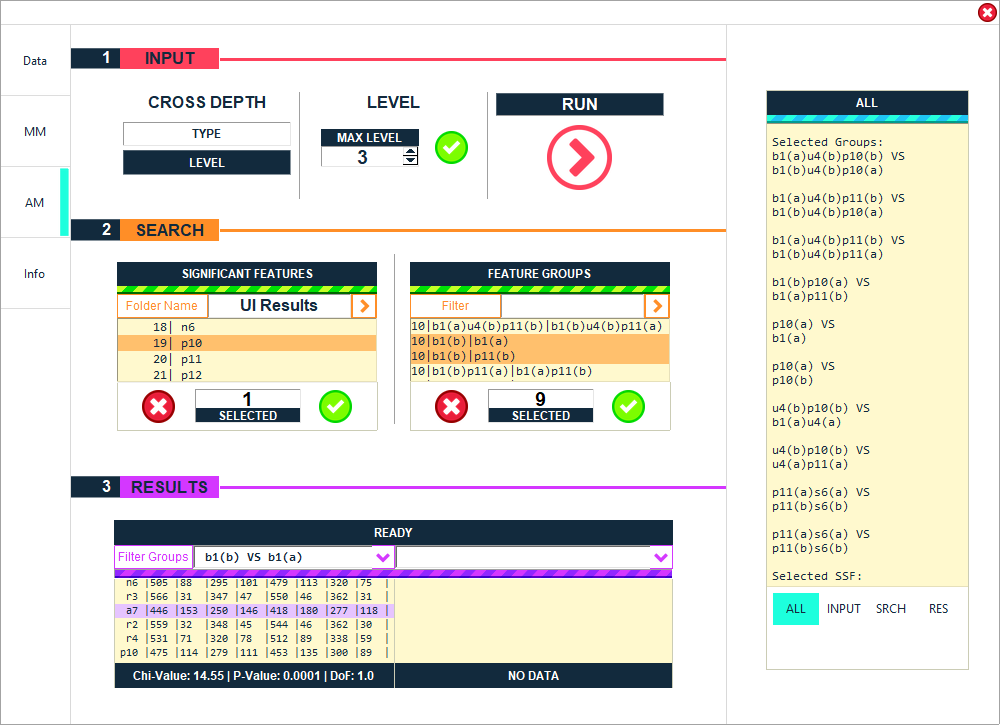 Data
MM
AM
Info
1 INPUT
CROSS DEPTH
TYPE
LEVEL
LEVEL
MAX LEVEL
3
RUN
2 SEARCH
SIGNIFICANT FEATURES
Folder Name UI Results
18| n6
19| p10
20| p11
21| p12
1
SELECTED
FEATURE GROUPS
Filter
10|b1(a)u4(b)p11(b)|b1(b)u4(b)p11(a)
10|b1(b)|b1(a)
10|b1(b)|p11(b)
10|b1(b)p11(a)|b1(a)p11(b)
9
SELECTED
3 RESULTS
READY
Filter Groups b1(b) VS b1(a)
n6 |505 |88 |295 |101 |479 |113 |320 |75 |
r3 |566 |31 |347 |47 |550 |46 |362 |31 |
a7 |446 |153 |250 |146 |418 |180 |277 |118 |
r2 |559 |32 |348 |45 |544 |46 |362 |30 |
r4 |531 |71 |320 |78 |512 |89 |338 |59 |
p10 |475 |114 |279 |111 |453 |135 |300 |89 |
Chi-Value: 14.55 | P-Value: 0.0001 | DoF: 1.0
NO DATA
ALL
Selected Groups:
b1(a)u4(b)p10(b) VS
b1(b)u4(b)p10(a)
b1(a)u4(b)p11(b) VS
b1(b)u4(b)p10(a)
b1(a)u4(b)p11(b) VS
b1(b)u4(b)p11(a)
b1(b)p10(a) VS
b1(a)p11(b)
p10(a) VS
b1(a)
p10(a) VS
p10(b)
u4(b)p10(b) VS
b1(a)u4(a)
u4(b)p10(b) VS
u4(a)p11(a)
p11(a)s6(a) VS
p11(b)s6(b)
p11(a)s6(a) VS
p11(b)s6(b)
Selected SSF:
ALL INPUT SRCH RES